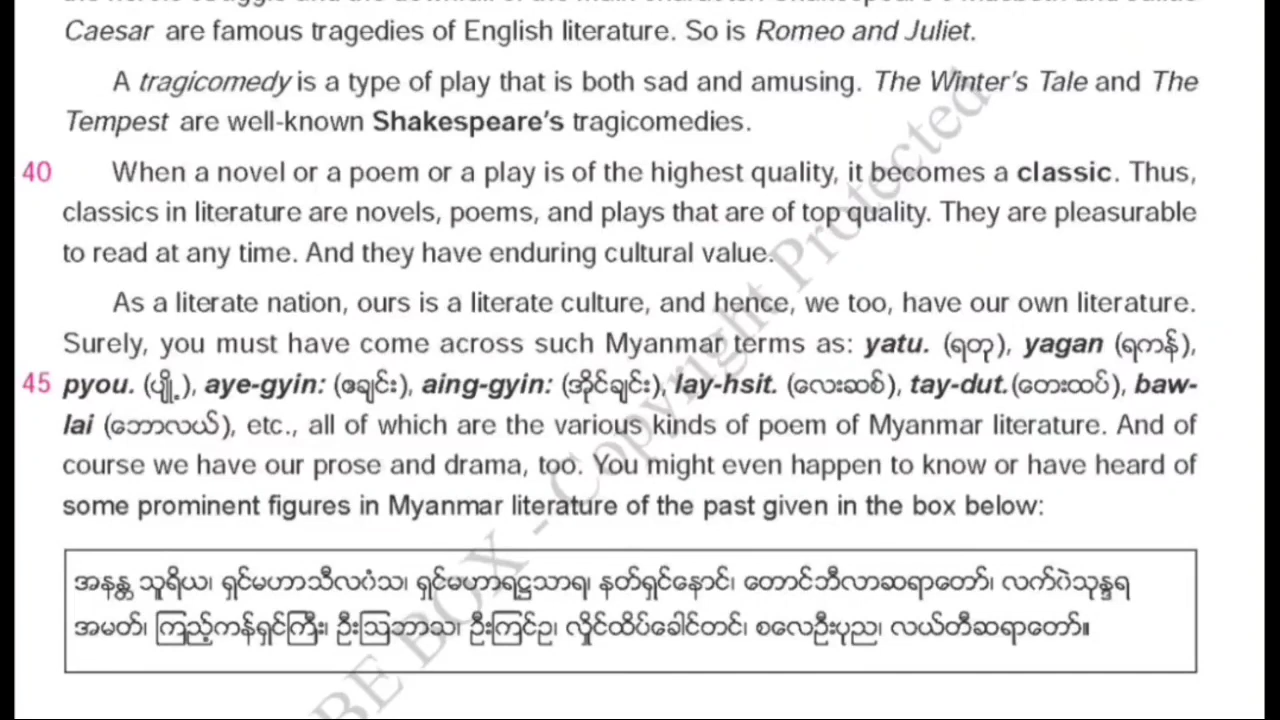 Caesar are famous tragedies of English literature. So is Romeo and Juliet.
A tragicomedy is a type of play that is both sad and amusing. The Winter's Tale and The
Tempest are well-known Shakespeare's tragicomedies.
40 When a novel or a poem or a play is of the highest quality, it becomes a classic. Thus,
classics in literature are novels, poems, and plays that are of top quality. They are pleasurable
to read at any time. And they have enduring cultural value.
As a literate nation, ours is a literate culture, and hence, we too, have our own literature.
Surely, you must have come across such Myanmar terms as: yatu. (ရတု), yagan (ရကန်),
45 pyou. (ပျို့), aye-gyin: (ဧချင်း), aing-gyin: (အိုင်ချင်း), lay-hsit. (လေးဆစ်), tay-dut.(တေးထပ်), baw-
lai (ဘောလယ်), etc., all of which are the various kinds of poem of Myanmar literature. And of
course we have our prose and drama, too. You might even happen to know or have heard of
some prominent figures in Myanmar literature of the past given in the box below:
အနန္တ သူရိယ၊ ရှင်မဟာသီလဝံသ၊ ရှင်မဟာရဋ္ဌသာရ၊ နတ်ရှင်နောင်၊ တောင်ဘီလာဆရာတော်၊ လက်ဝဲသုန္ဒရ
အမတ်၊ ကြည့်ကန်ရှင်ကြီး၊ ဦးဩဘာသ၊ ဦးကြင်ဥ၊ လှိုင်ထိပ်ခေါင်တင်၊ စလေဦးပုည၊ လယ်တီဆရာတော်။
BE BOX - Copyright Protected